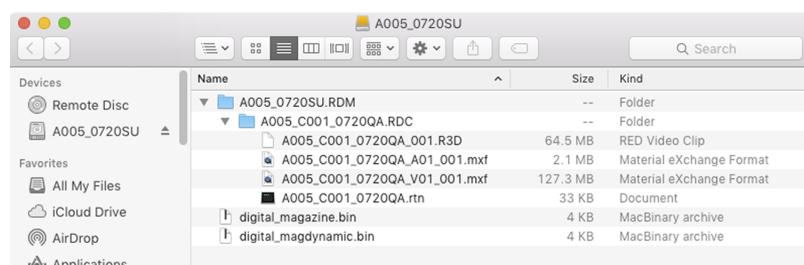 A005_0720SU
Search
Devices
Remote Disc
A005_0720SU
Favorites
All My Files
iCloud Drive
AirDrop
Applications
Name Size Kind
A005_0720SU.RDM -- Folder
A005_C001_0720QA.RDC -- Folder
A005_C001_0720QA_001.R3D 64.5 MB RED Video Clip
A005_C001_0720QA_A01_001.mxf 2.1 MB Material eXchange Format
A005_C001_0720QA_V01_001.mxf 127.3 MB Material eXchange Format
A005_C001_0720QA.rtn 33 KB Document
digital_magazine.bin 4 KB MacBinary archive
digital_magdynamic.bin 4 KB MacBinary archive